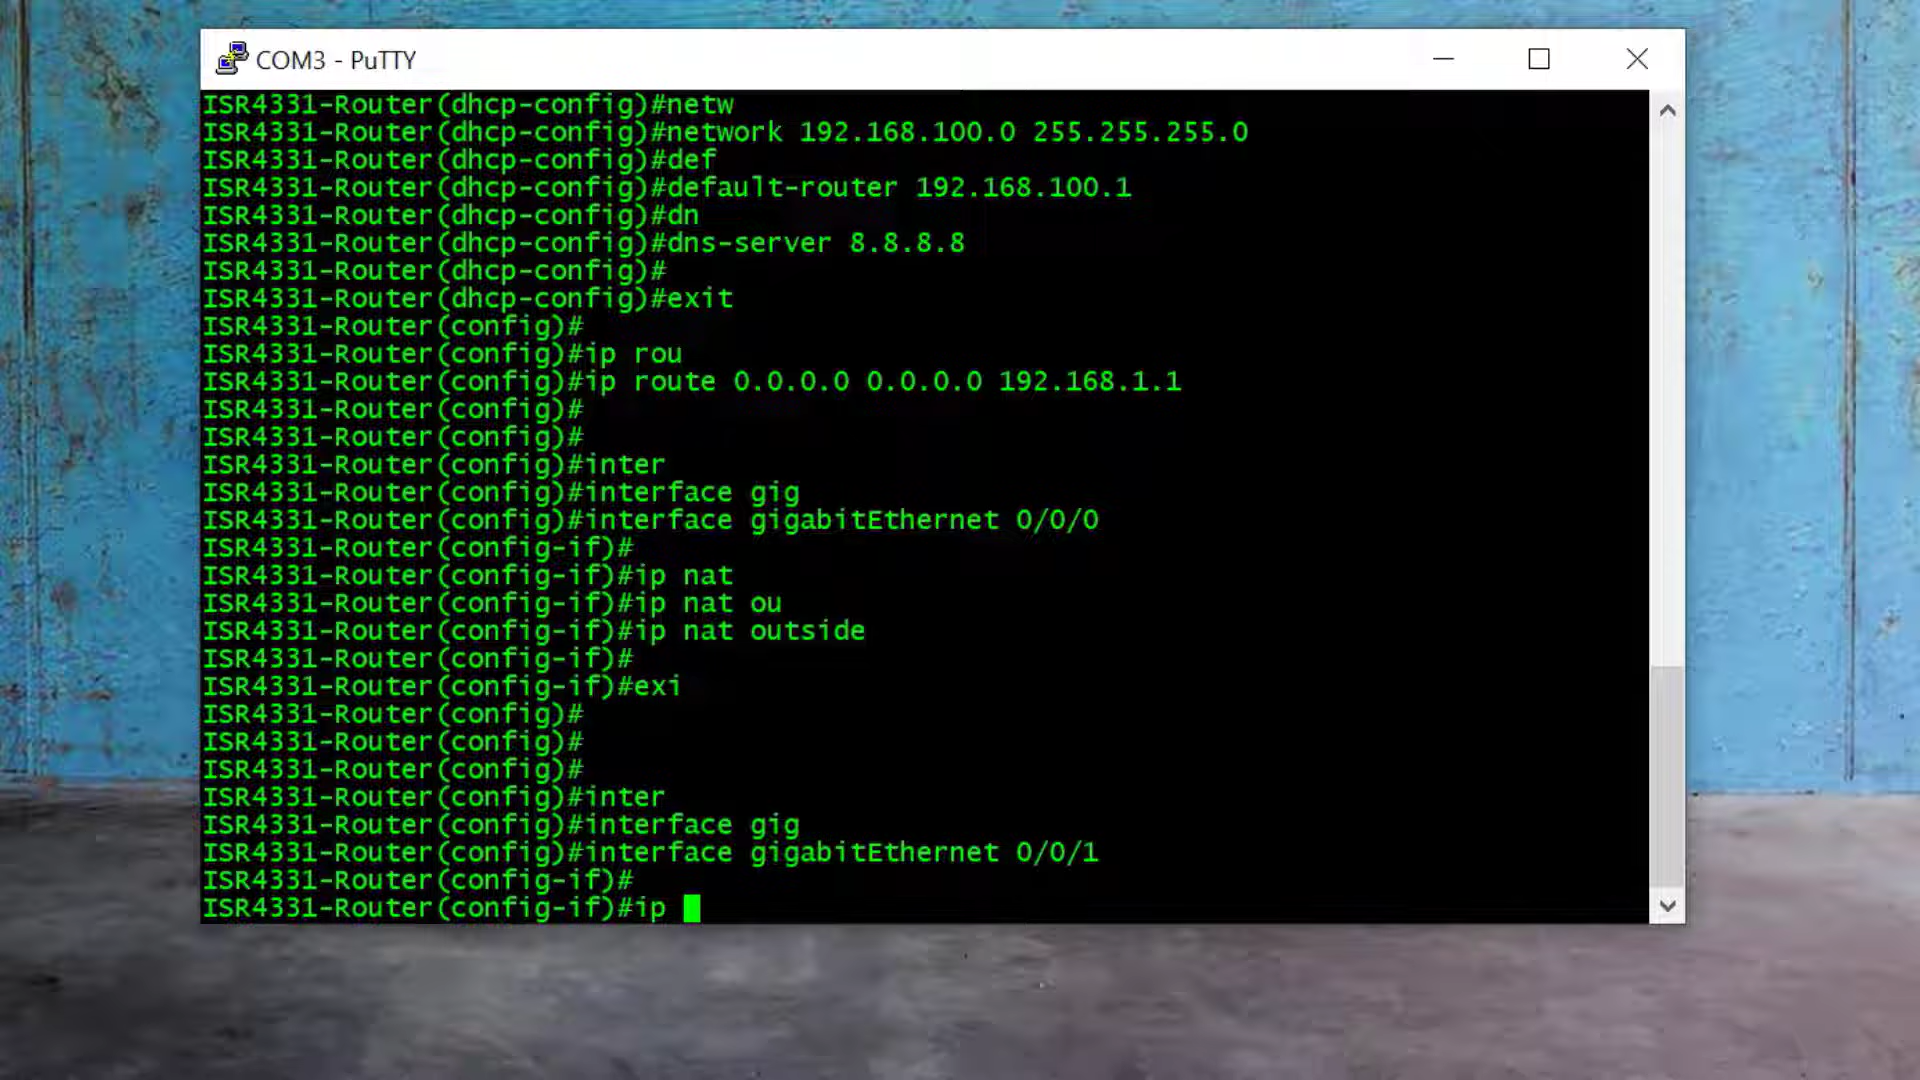 COM3 - PuTTY
ISR4331-Router(dhcp-config)#netw
ISR4331-Router(dhcp-config)#network 192.168.100.0 255.255.255.0
ISR4331-Router(dhcp-config)#def
ISR4331-Router(dhcp-config)#default-router 192.168.100.1
ISR4331-Router(dhcp-config)#dn
ISR4331-Router(dhcp-config)#dns-server 8.8.8.8
ISR4331-Router(dhcp-config)#
ISR4331-Router(dhcp-config)#exit
ISR4331-Router(config)#
ISR4331-Router(config)#ip rou
ISR4331-Router(config)#ip route 0.0.0.0 0.0.0.0 192.168.1.1
ISR4331-Router(config)#
ISR4331-Router(config)#
ISR4331-Router(config)#inter
ISR4331-Router(config)#interface gig
ISR4331-Router(config)#interface gigabitEthernet 0/0/0
ISR4331-Router(config-if)#
ISR4331-Router(config-if)#ip nat
ISR4331-Router(config-if)#ip nat ou
ISR4331-Router(config-if)#ip nat outside
ISR4331-Router(config-if)#
ISR4331-Router(config-if)#exi
ISR4331-Router(config)#
ISR4331-Router(config)#
ISR4331-Router(config)#
ISR4331-Router(config)#inter
ISR4331-Router(config)#interface gig
ISR4331-Router(config)#interface gigabitEthernet 0/0/1
ISR4331-Router(config-if)#
ISR4331-Router(config-if)#ip